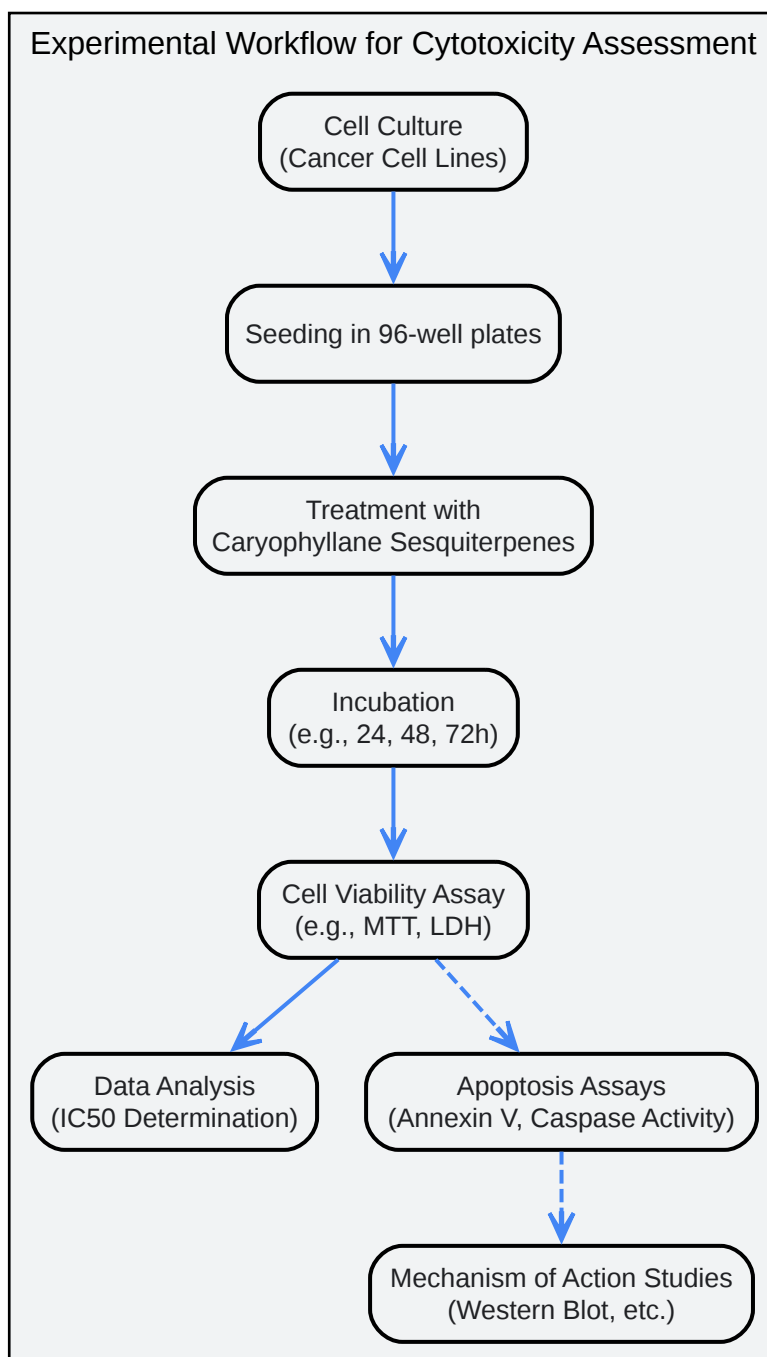 Experimental Workflow for Cytotoxicity Assessment
Cell Culture
(Cancer Cell Lines)
Seeding in 96-well plates
Treatment with
Caryophyllane Sesquiterpenes
Incubation
(e.g., 24, 48, 72h)
Cell Viability Assay
(e.g., MTT, LDH)
Data Analysis
(IC50 Determination)
Apoptosis Assays
(Annexin V, Caspase Activity)
Mechanism of Action Studies
(Western Blot, etc.)